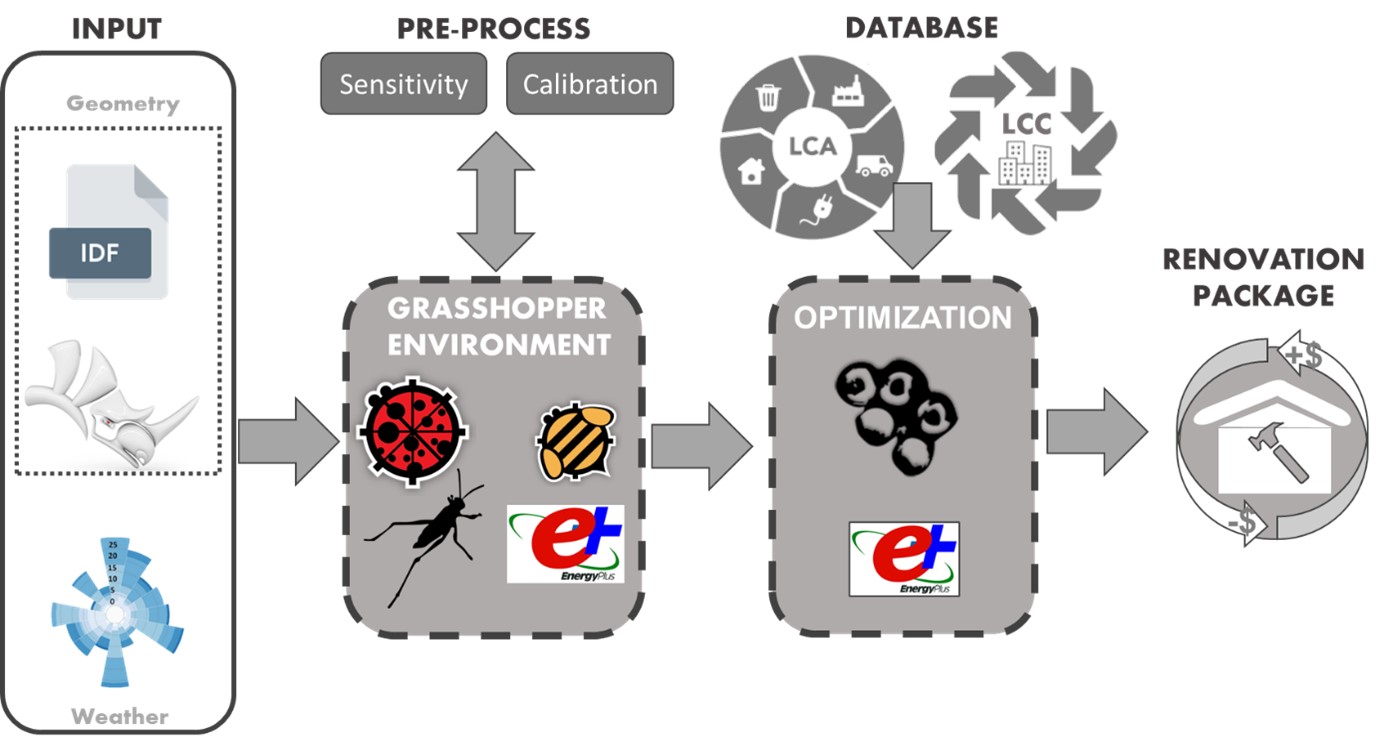 INPUT
Geometry
IDF
25
20
15
10
5
0
Weather
PRE-PROCESS
Sensitivity
Calibration
GRASSHOPPER
ENVIRONMENT
e+
EnergyPlus
DATABASE
LCA
LCC
OPTIMIZATION
e+
EnergyPlus
RENOVATION
PACKAGE
+$
-$